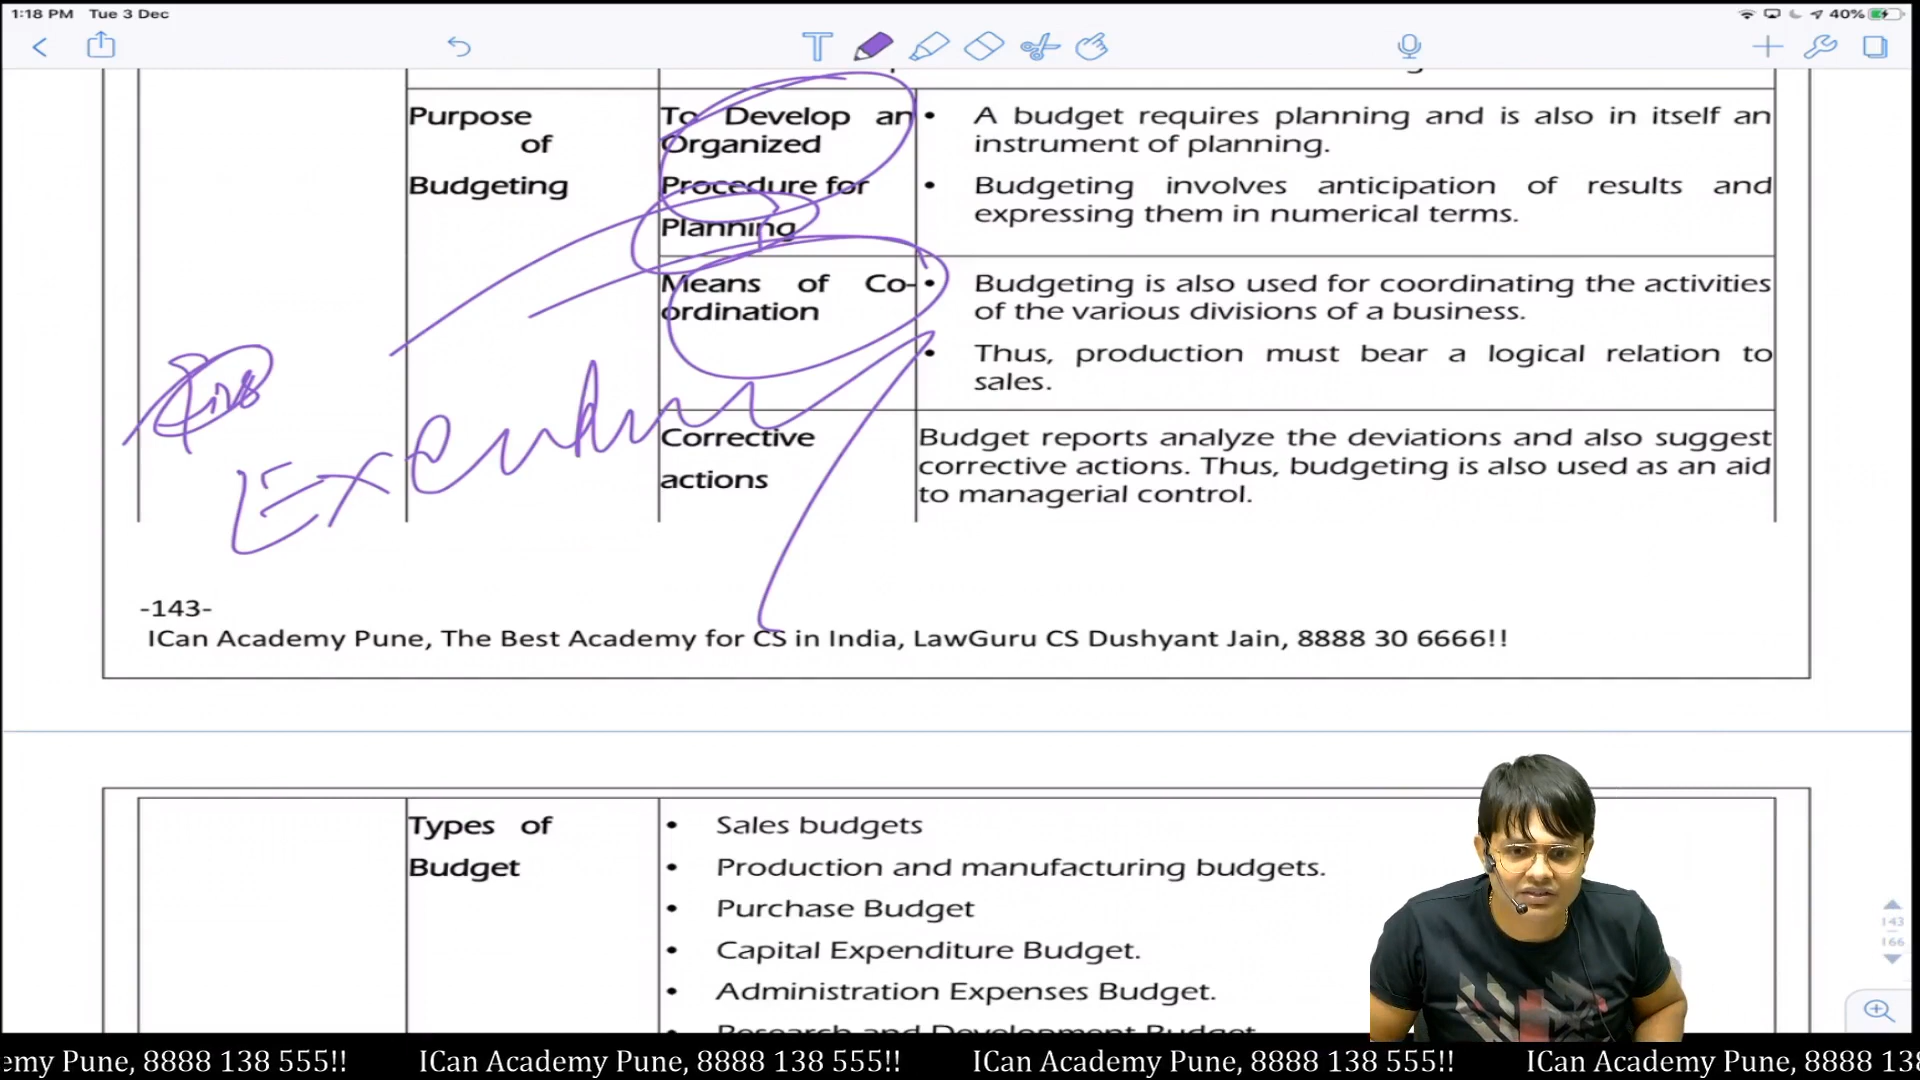 1:18 PM Tue 3 Dec
40%
Purpose
of
Budgeting
To Develop an
Organized
Procedure for
Planning
• A budget requires planning and is also in itself an
instrument of planning.
• Budgeting involves anticipation of results and
expressing them in numerical terms.
Means of Co-
ordination
• Budgeting is also used for coordinating the activities
of the various divisions of a business.
• Thus, production must bear a logical relation to
sales.
Corrective
actions
Budget reports analyze the deviations and also suggest
corrective actions. Thus, budgeting is also used as an aid
to managerial control.
-143-
ICan Academy Pune, The Best Academy for CS in India, LawGuru CS Dushyant Jain, 8888 30 6666!!
Types of
Budget
• Sales budgets
• Production and manufacturing budgets.
• Purchase Budget
• Capital Expenditure Budget.
• Administration Expenses Budget.
• Research and Development Budget
143
166
emy Pune, 8888 138 555!! ICan Academy Pune, 8888 138 555!! ICan Academy Pune, 8888 138 555!! ICan Academy Pune, 8888 138